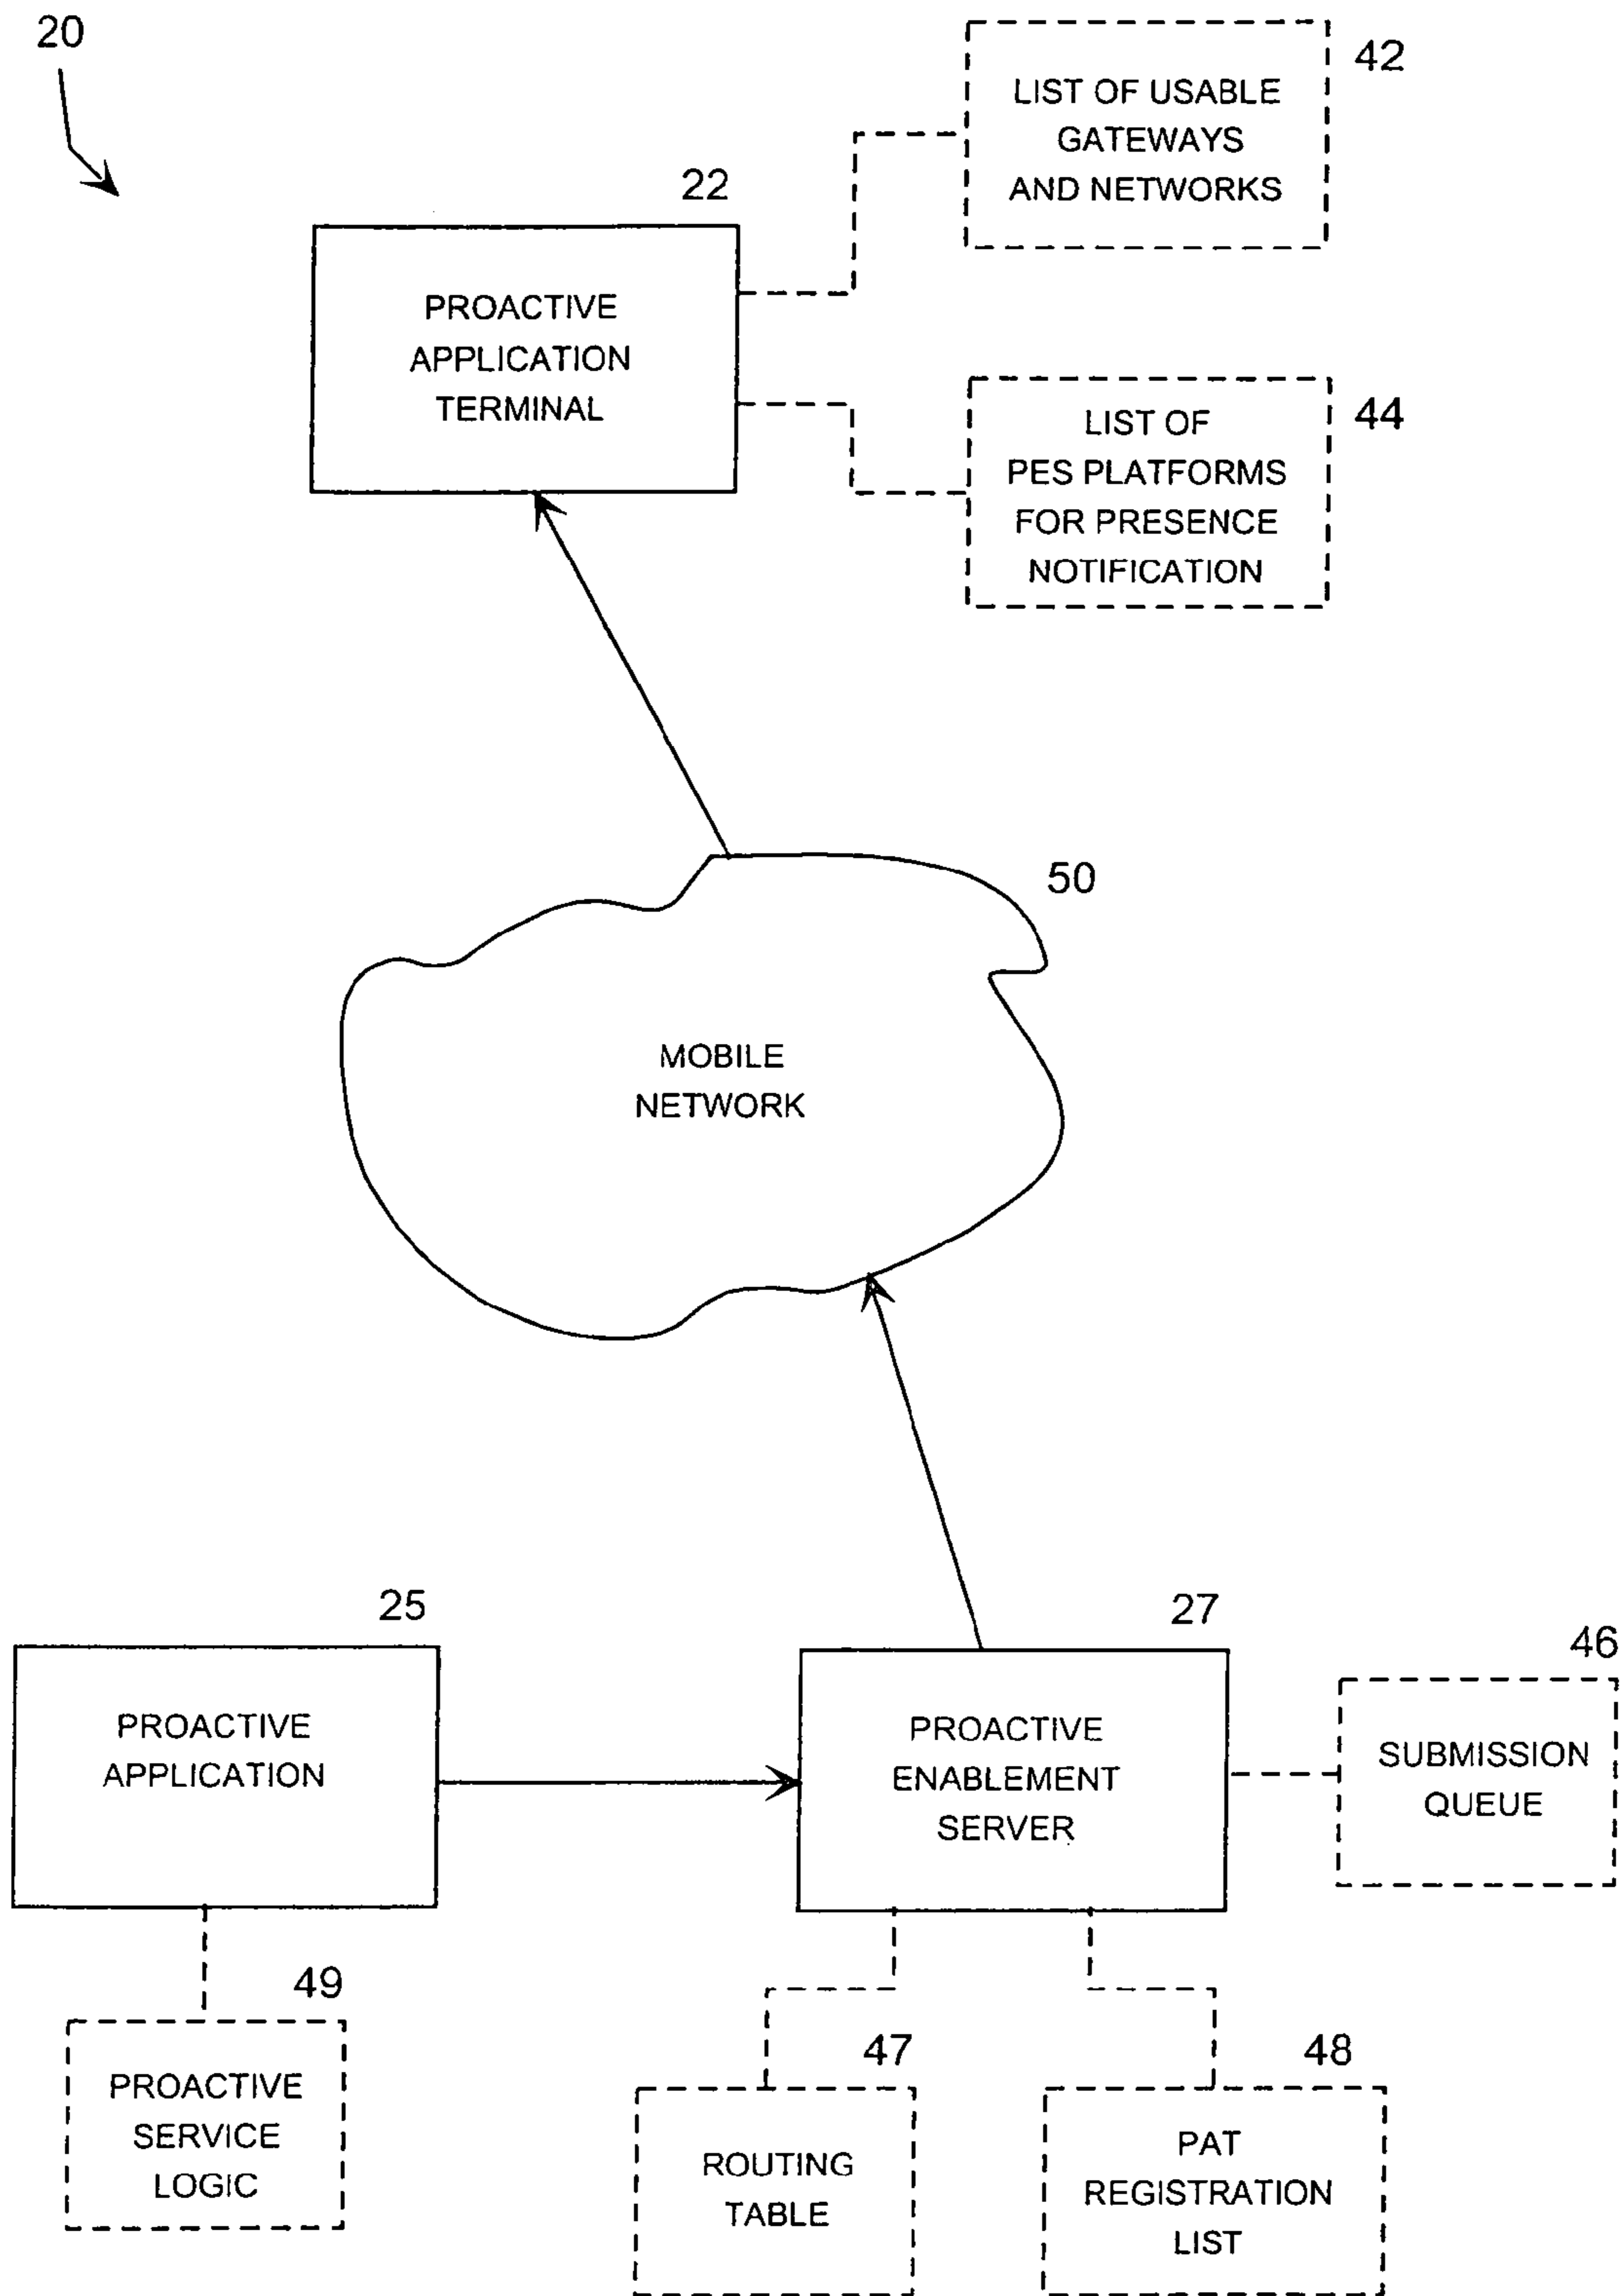 20
42
LIST OF USABLE
GATEWAYS
AND NETWORKS
22
PROACTIVE
APPLICATION
TERMINAL
44
LIST OF
PES PLATFORMS
FOR PRESENCE
NOTIFICATION
50
MOBILE
NETWORK
25
PROACTIVE
APPLICATION
27
PROACTIVE
ENABLEMENT
SERVER
46
SUBMISSION
QUEUE
49
PROACTIVE
SERVICE
LOGIC
47
ROUTING
TABLE
48
PAT
REGISTRATION
LIST